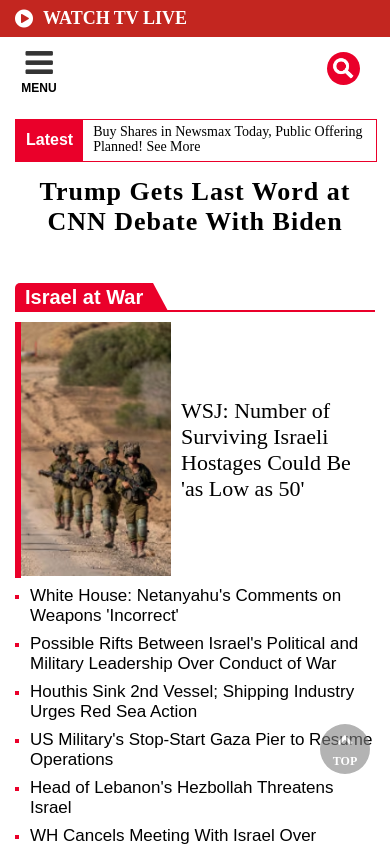 WATCH TV LIVE
MENU
Latest
Buy Shares in Newsmax Today, Public Offering
Planned! See More
Trump Gets Last Word at
CNN Debate With Biden
Israel at War
WSJ: Number of
Surviving Israeli
Hostages Could Be
'as Low as 50'
White House: Netanyahu's Comments on
Weapons 'Incorrect'
Possible Rifts Between Israel's Political and
Military Leadership Over Conduct of War
Houthis Sink 2nd Vessel; Shipping Industry
Urges Red Sea Action
US Military's Stop-Start Gaza Pier to Resume
Operations
TOP
Head of Lebanon's Hezbollah Threatens
Israel
WH Cancels Meeting With Israel Over